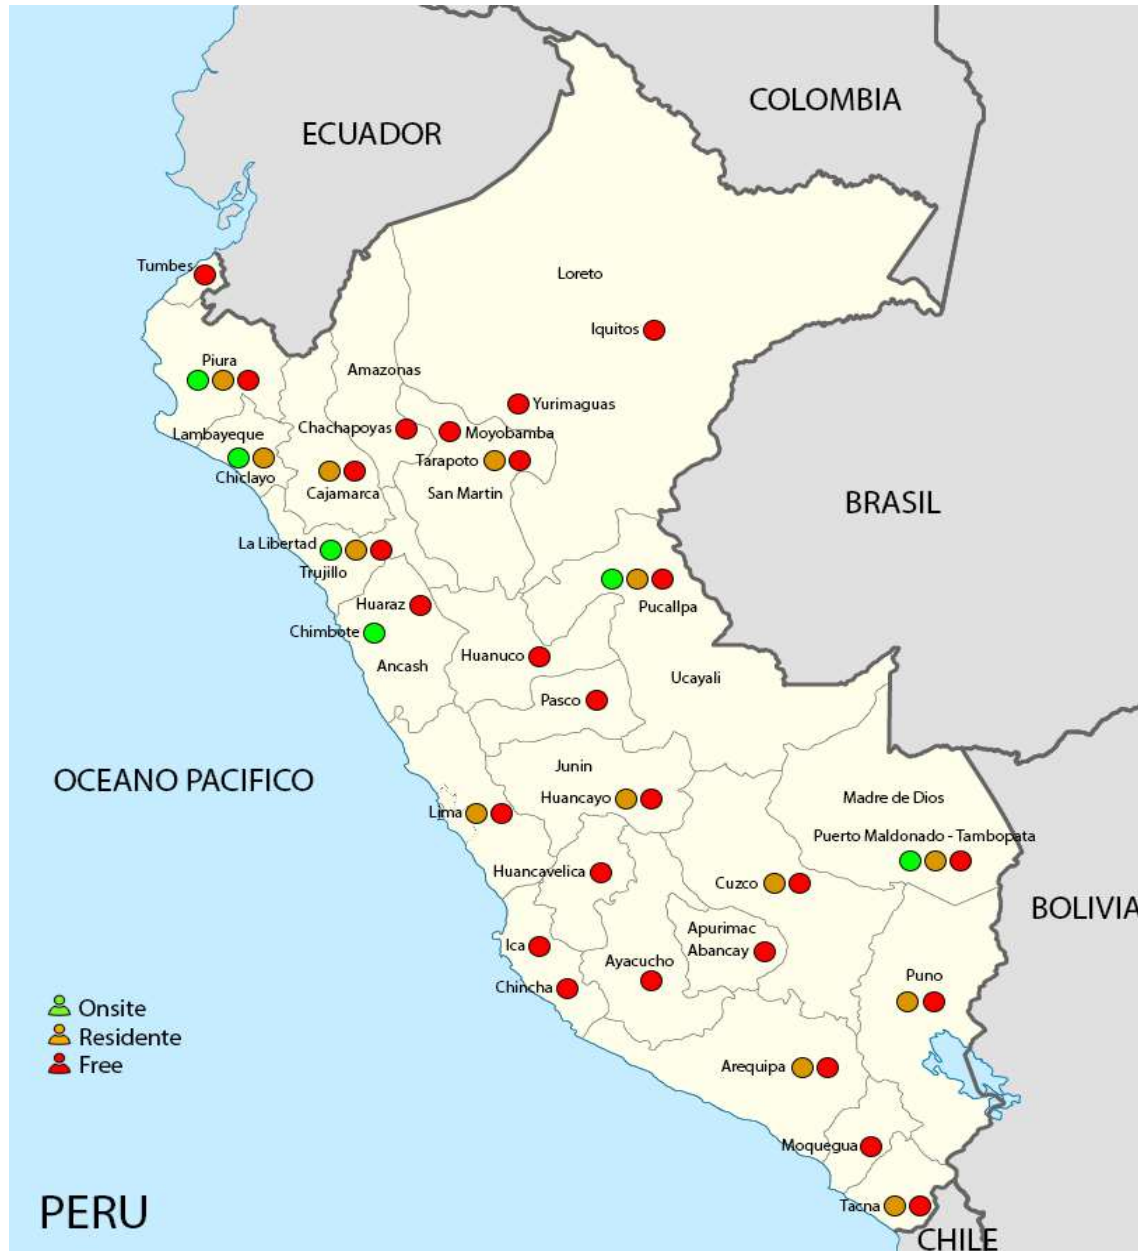 COLOMBIA
ECUADOR
Tumbes
Loreto
Iquitos
Piura
Amazonas
Yurimaguas
Chachapoyas
Moyobamba
Lambayeque
Tarapoto
Chiclayo
Cajamarca
San Martin
BRASIL
La Libertad
Trujillo
Huaraz
Pucallpa
Chimbote
Huanuco
Ancash
Ucayali
Pasco
Junin
OCEANO PACIFICO
Huancayo
Madre de Dios
Lima
Puerto Maldonado - Tambopata
Huancavelica
Cuzco
BOLIVIA
Apurimac
Ica
Abancay
Ayacucho
Puno
Chincha
Onsite
Residente
Free
Arequipa
Moquegua
Tacna
PERU
CHILE